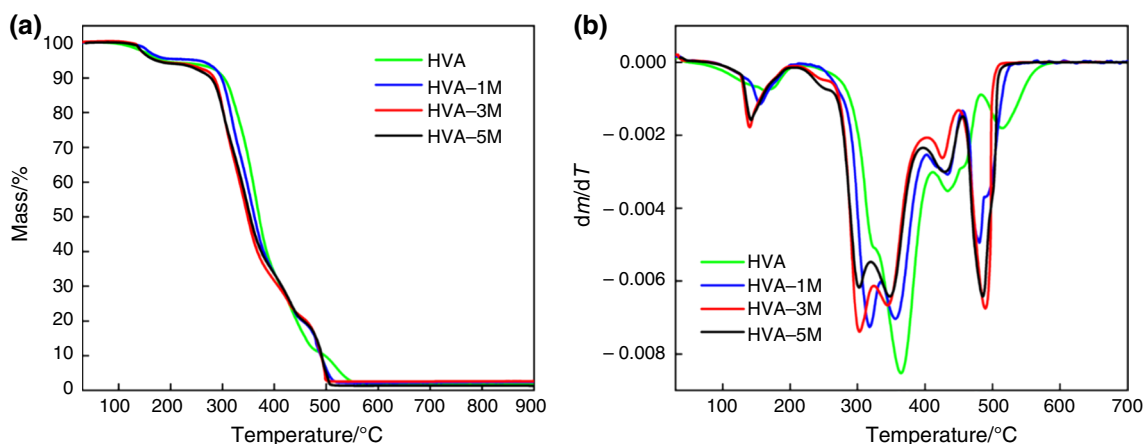 (a)
100
90
80
70
60
50
40
30
20
10
0
Mass/%
HVA
HVA–1M
HVA–3M
HVA–5M
100 200 300 400 500 600 700 800 900
Temperature/°C
(b)
0.000
−0.002
−0.004
−0.006
−0.008
dm/dT
HVA
HVA–1M
HVA–3M
HVA–5M
100 200 300 400 500 600 700
Temperature/°C